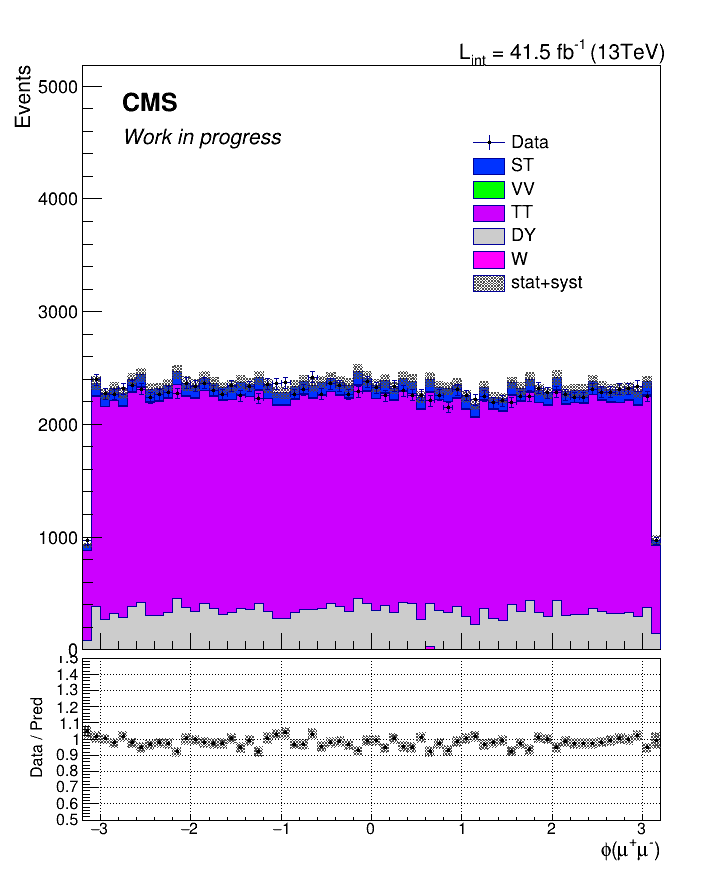 L_int = 41.5 fb^-1 (13TeV)
Events
5000
CMS
Work in progress
Data
ST
VV
4000
TT
DY
W
stat+syst
3000
2000
1000
0
1.5
1.4
1.3
1.2
1.1
1
0.9
0.8
0.7
0.6
0.5
Data / Pred
−3 −2 −1 0 1 2 3
ϕ(μ⁺μ⁻)